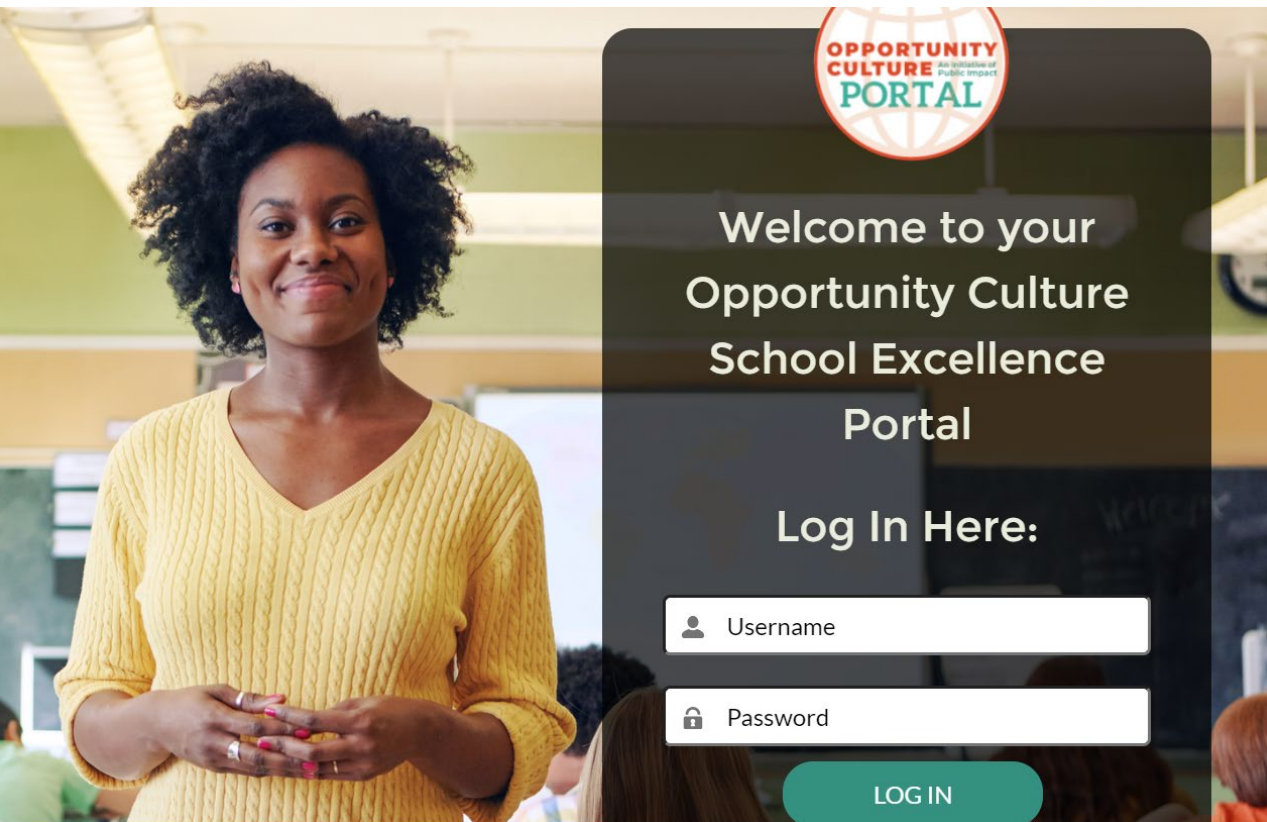 OPPORTUNITY
CULTURE An Initiative of
Public Impact
PORTAL
Welcome to your
Opportunity Culture
School Excellence
Portal
Log In Here:
Welcome
Username
Password
LOG IN